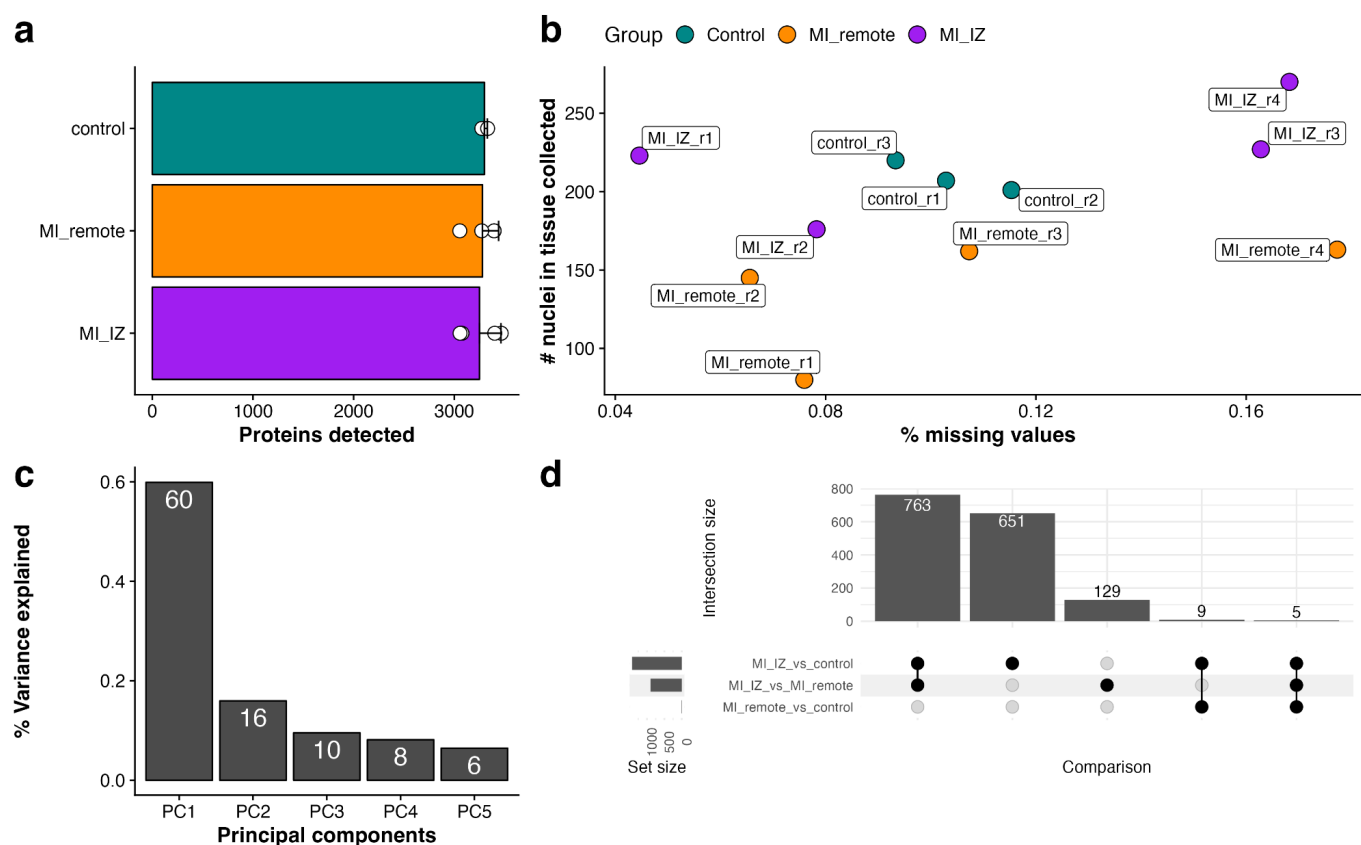 a
control
MI_remote
MI_IZ
0 1000 2000 3000
Proteins detected
b
Group Control MI_remote MI_IZ
# nuclei in tissue collected
250
200
150
100
MI_IZ_r4
MI_IZ_r3
MI_IZ_r1
control_r3
control_r1
control_r2
MI_IZ_r2
MI_remote_r3
MI_remote_r4
MI_remote_r2
MI_remote_r1
0.04 0.08 0.12 0.16
% missing values
c
% Variance explained
0.6
0.4
0.2
0.0
60
16
10
8
6
PC1 PC2 PC3 PC4 PC5
Principal components
d
Intersection size
800
600
400
200
0
763
651
129
9
5
MI_IZ_vs_control
MI_IZ_vs_MI_remote
MI_remote_vs_control
1000 500 0
Set size
Comparison